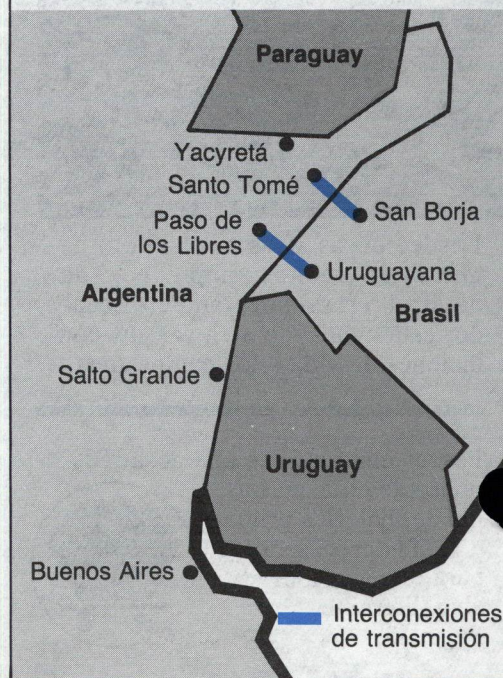 Paraguay
Yacyretá
Santo Tomé
San Borja
Paso de
los Libres
Uruguayana
Argentina
Brasil
Salto Grande
Uruguay
Buenos Aires
Interconexiones
de transmisión